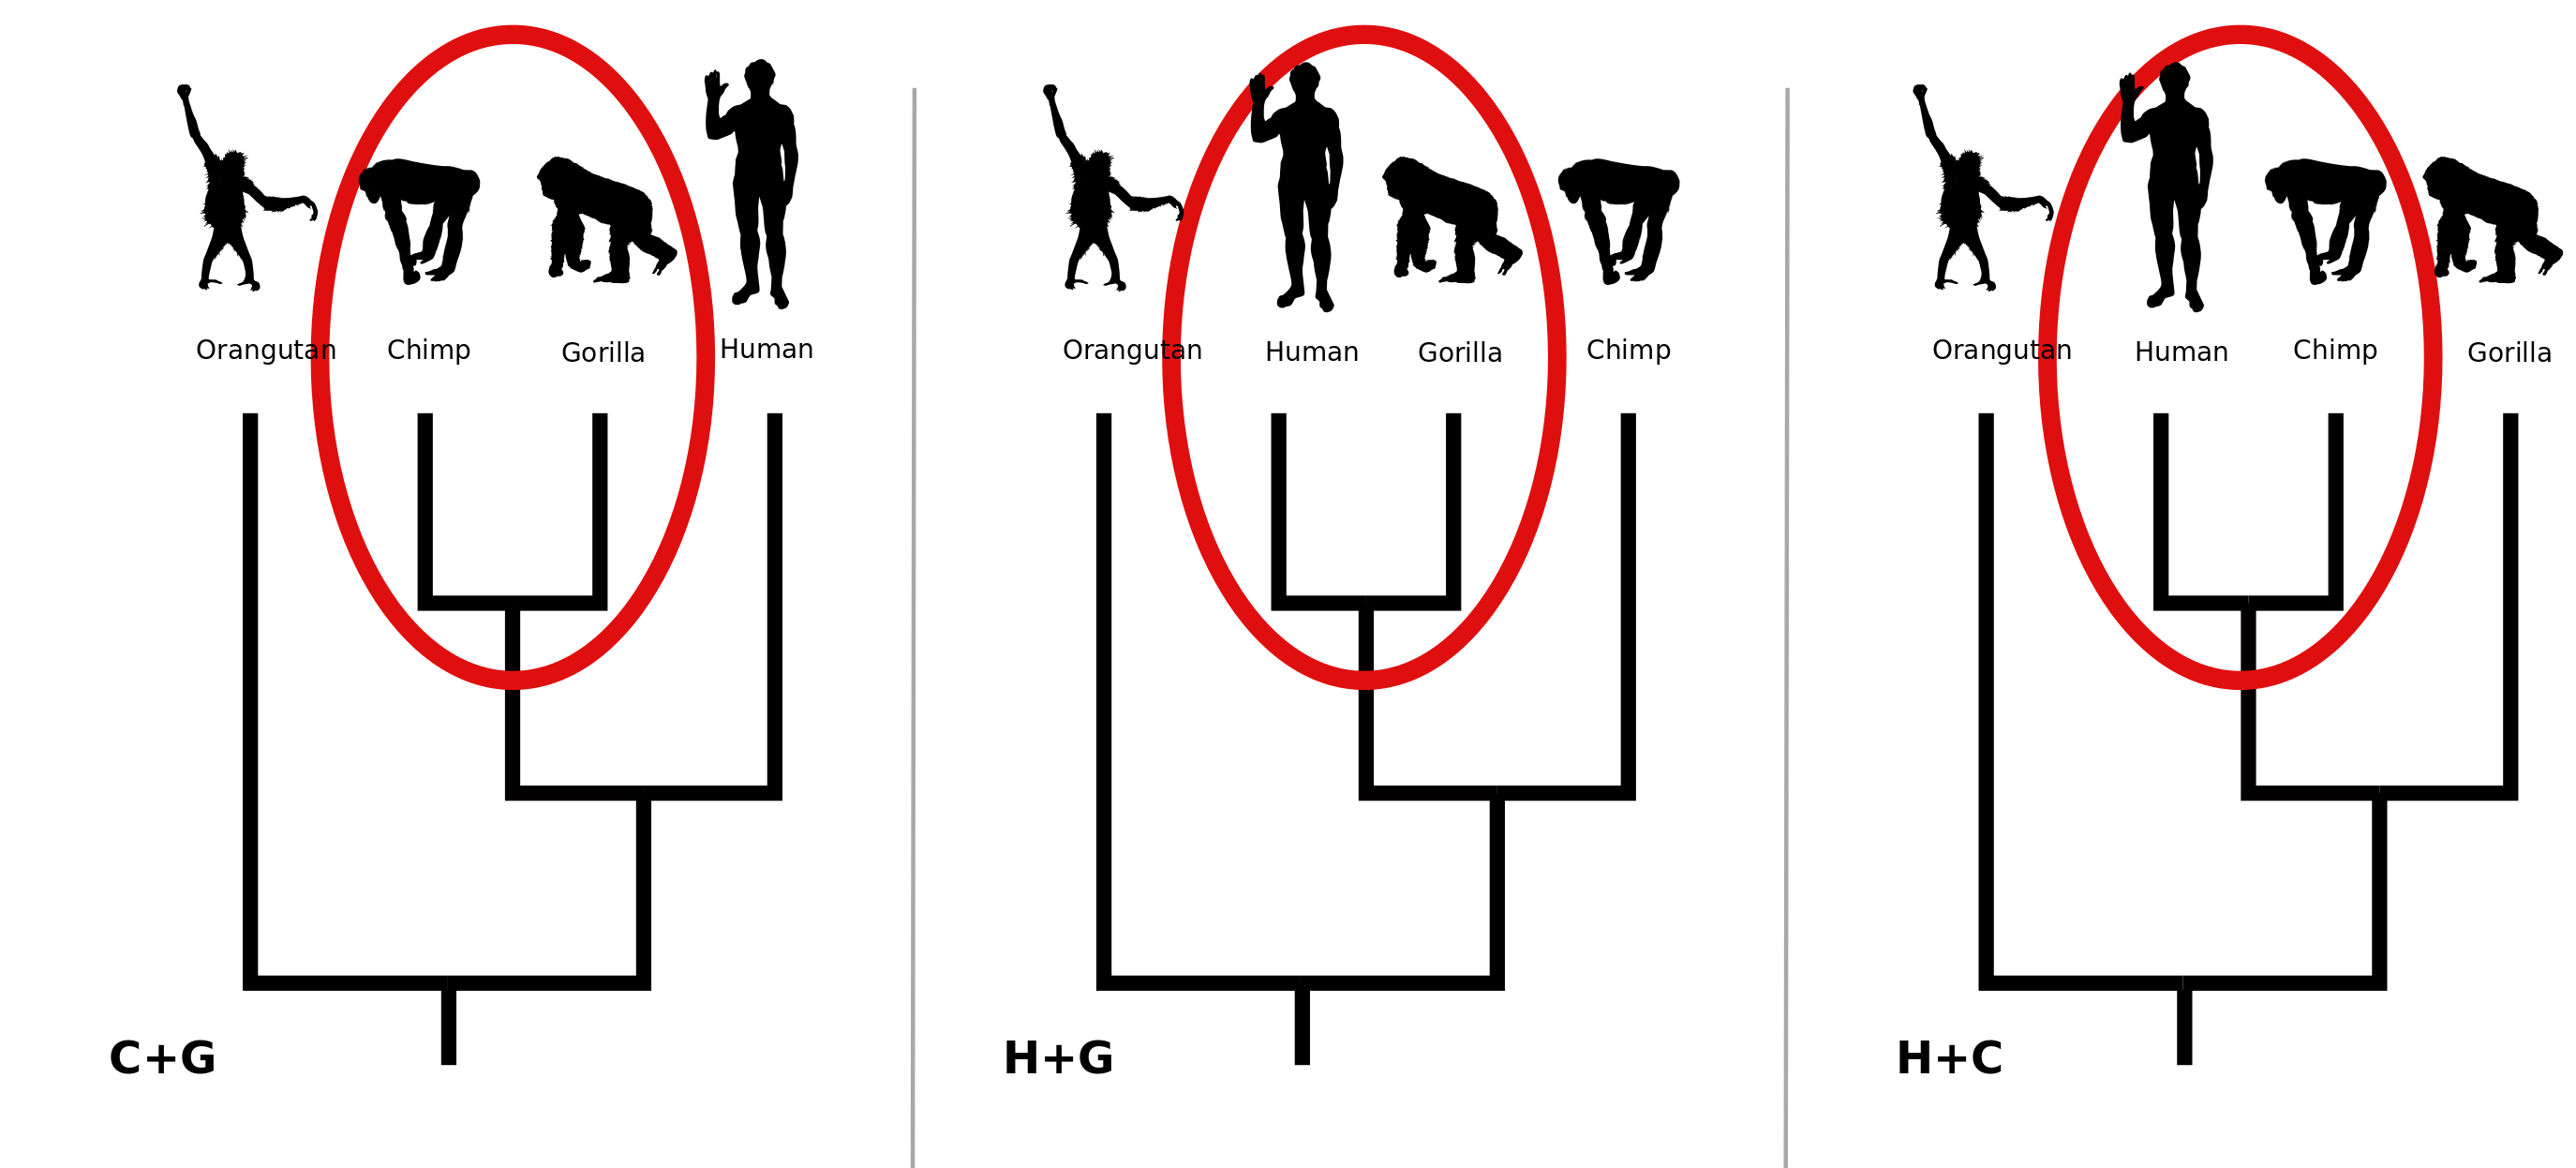 Orangutan Chimp Gorilla Human
C+G
Orangutan Human Gorilla Chimp
H+G
Orangutan Human Chimp Gorilla
H+C